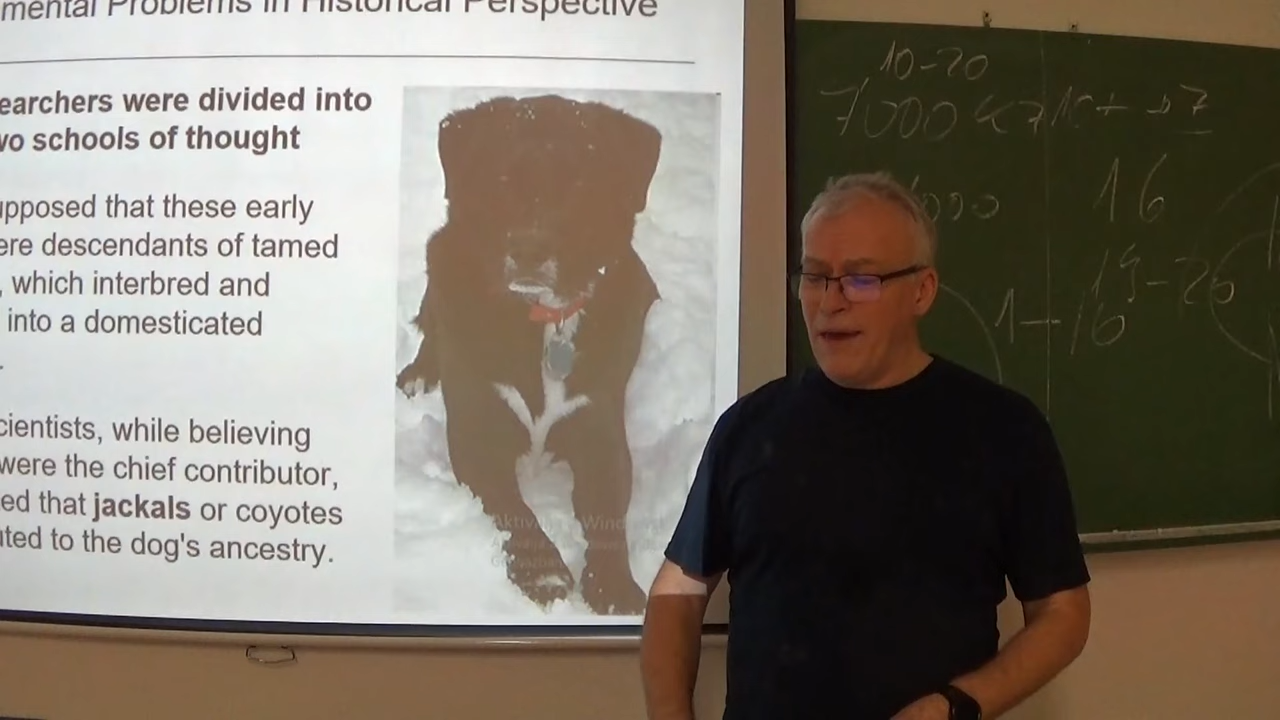 mental Problems in Historical Perspective
earchers were divided into
wo schools of thought
upposed that these early
ere descendants of tamed
, which interbred and
into a domesticated
.
cientists, while believing
were the chief contributor,
ed that jackals or coyotes
uted to the dog's ancestry.
10-20
7000
16
1-16